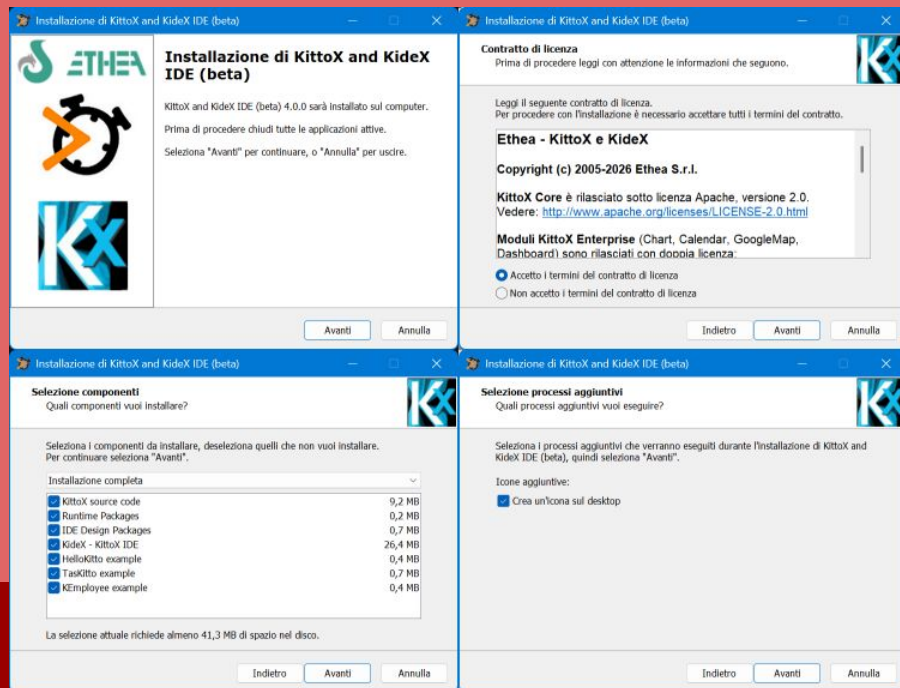 Installazione di KittoX and KideX IDE (beta)
ETHEA
Installazione di KittoX and KideX
IDE (beta)
KittoX and KideX IDE (beta) 4.0.0 sarà installato sul computer.
Prima di procedere chiudi tutte le applicazioni attive.
Seleziona "Avanti" per continuare, o "Annulla" per uscire.
Kx
Avanti
Annulla
Installazione di KittoX and KideX IDE (beta)
Contratto di licenza
Prima di procedere leggi con attenzione le informazioni che seguono.
Kx
Leggi il seguente contratto di licenza.
Per procedere con l'installazione è necessario accettare tutti i termini del contratto.
Ethea - KittoX e KideX
Copyright (c) 2005-2026 Ethea S.r.l.
KittoX Core è rilasciato sotto licenza Apache, versione 2.0.
Vedere: http://www.apache.org/licenses/LICENSE-2.0.html
Moduli KittoX Enterprise (Chart, Calendar, GoogleMap,
Dashboard) sono rilasciati con doppia licenza:
Accetto i termini del contratto di licenza
Non accetto i termini del contratto di licenza
Indietro
Avanti
Annulla
Installazione di KittoX and KideX IDE (beta)
Selezione componenti
Quali componenti vuoi installare?
Kx
Seleziona i componenti da installare, deseleziona quelli che non vuoi installare.
Per continuare seleziona "Avanti".
Installazione completa
KittoX source code 9,2 MB
Runtime Packages 0,2 MB
IDE Design Packages 0,7 MB
KideX - KittoX IDE 26,4 MB
HelloKitto example 0,4 MB
TasKitto example 0,7 MB
KEmployee example 0,4 MB
La selezione attuale richiede almeno 41,3 MB di spazio nel disco.
Indietro
Avanti
Annulla
Installazione di KittoX and KideX IDE (beta)
Selezione processi aggiuntivi
Quali processi aggiuntivi vuoi eseguire?
Kx
Seleziona i processi aggiuntivi che verranno eseguiti durante l'installazione di KittoX and
KideX IDE (beta), quindi seleziona "Avanti".
Icone aggiuntive:
Crea un'icona sul desktop
Indietro
Avanti
Annulla